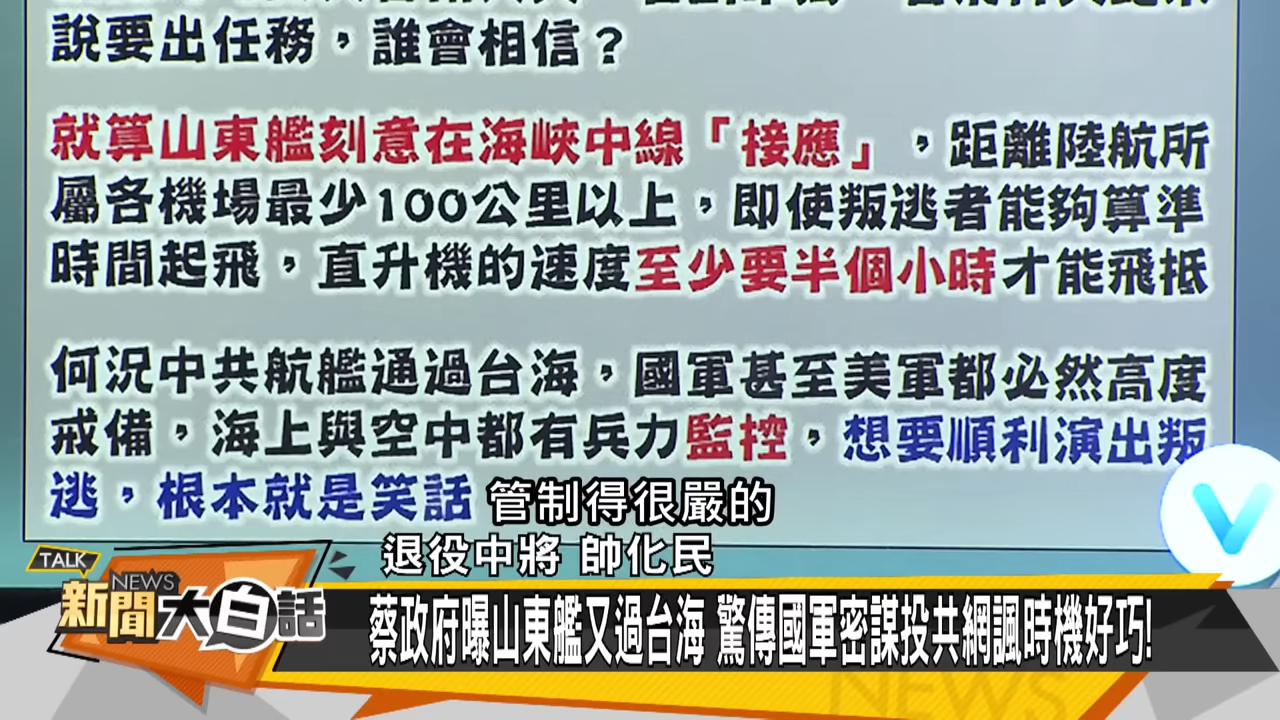 說要出任務，誰會相信？
就算山東艦刻意在海峽中線「接應」，距離陸航所
屬各機場最少100公里以上，即使叛逃者能夠算準
時間起飛，直升機的速度至少要半個小時才能飛抵
何況中共航艦通過台海，國軍甚至美軍都必然高度
戒備，海上與空中都有兵力監控，想要順利演出叛
逃，根本就是笑話
管制得很嚴的
退役中將 帥化民
TALK
NEWS
新聞大白話
蔡政府曝山東艦又過台海 驚傳國軍密謀投共網諷時機好巧!
NEWS